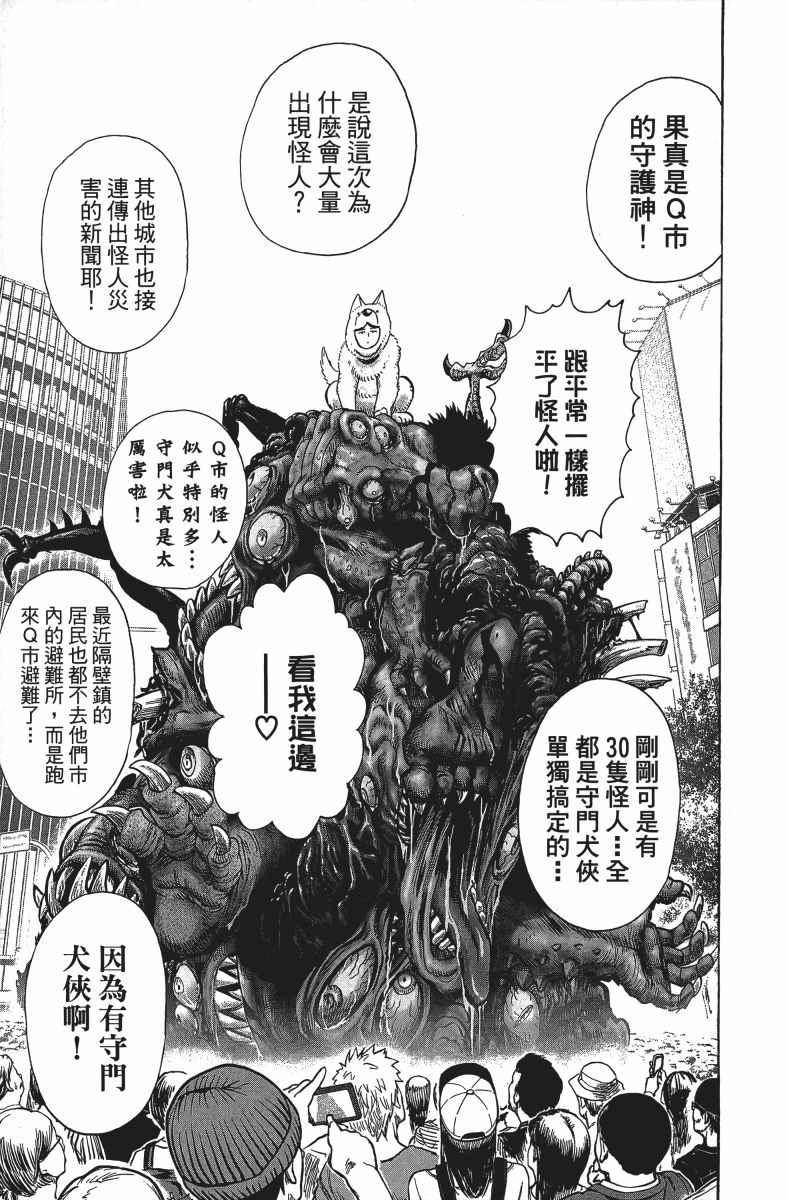 果真是Ｑ市
的守護神！
是說這次為
什麼會大量
出現怪人？
其他城市也接
連傳出怪人災
害的新聞耶！
跟平常一樣擺
平了怪人啦！
Ｑ市的怪人
似乎特別多…
守門犬真是太
厲害啦！
看我這邊
——♡
最近隔壁鎮的
居民也都不去他們市
內的避難所，而是跑
來Ｑ市避難了…
剛剛可是有
30隻怪人…全
都是守門犬俠
單獨搞定的…
因為有守門
犬俠啊！